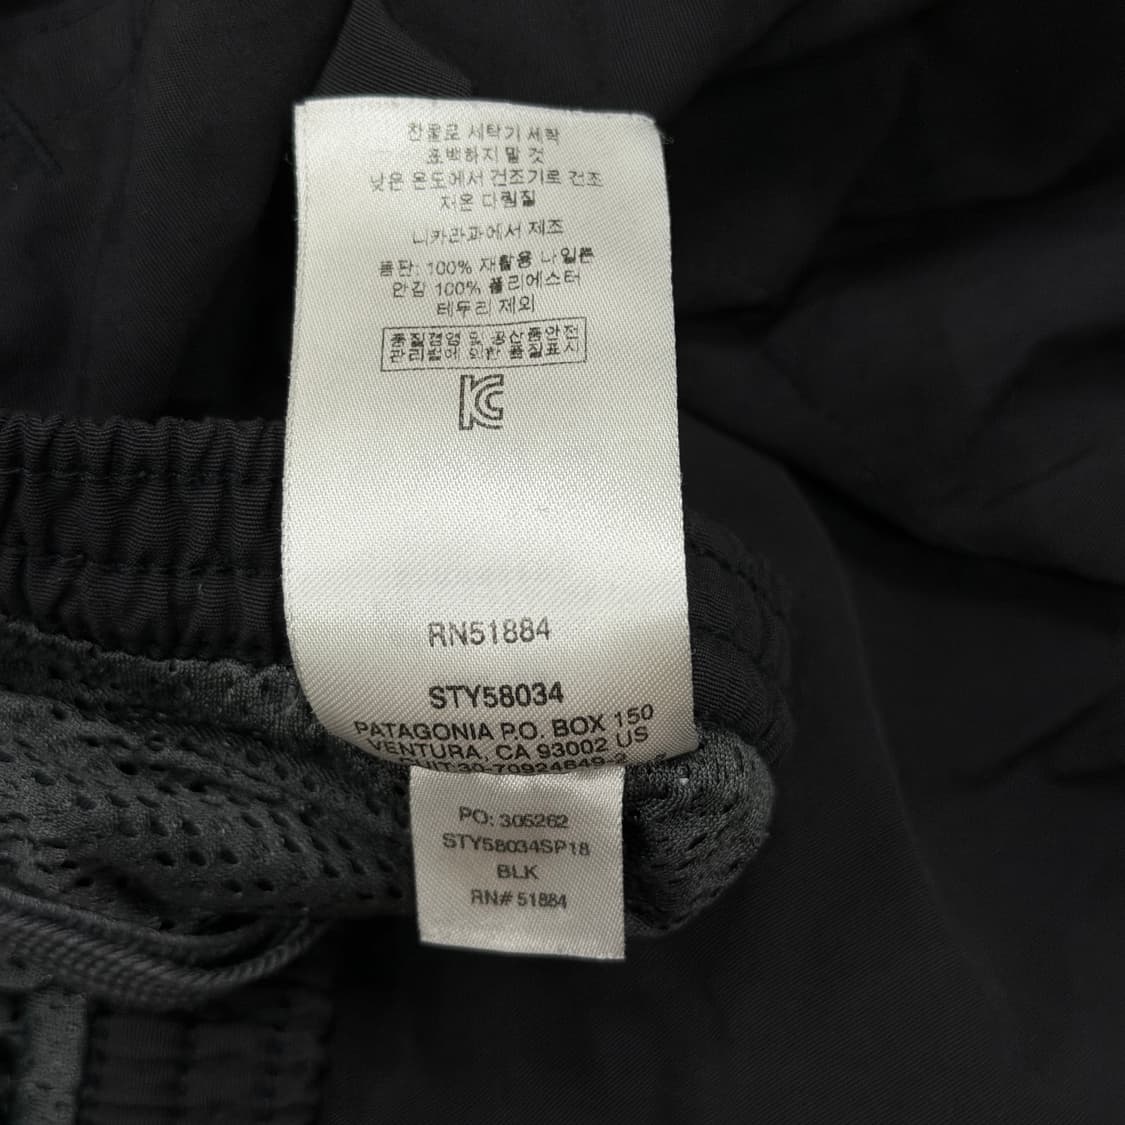 찬물로 세탁기 세탁
표백하지 말 것
낮은 온도에서 건조기로 건조
저온 다림질
니카라과에서 제조
몸판: 100% 재활용 나일론
안감 100% 폴리에스터
테두리 제외
품질경영 및 공산품안전
관리법에 의한 품질표시
KC
RN51884
STY58034
PATAGONIA P.O. BOX 150
VENTURA, CA 93002 US
CUIT:30-70924649-2
PO: 305262
STY58034SP18
BLK
RN# 51884